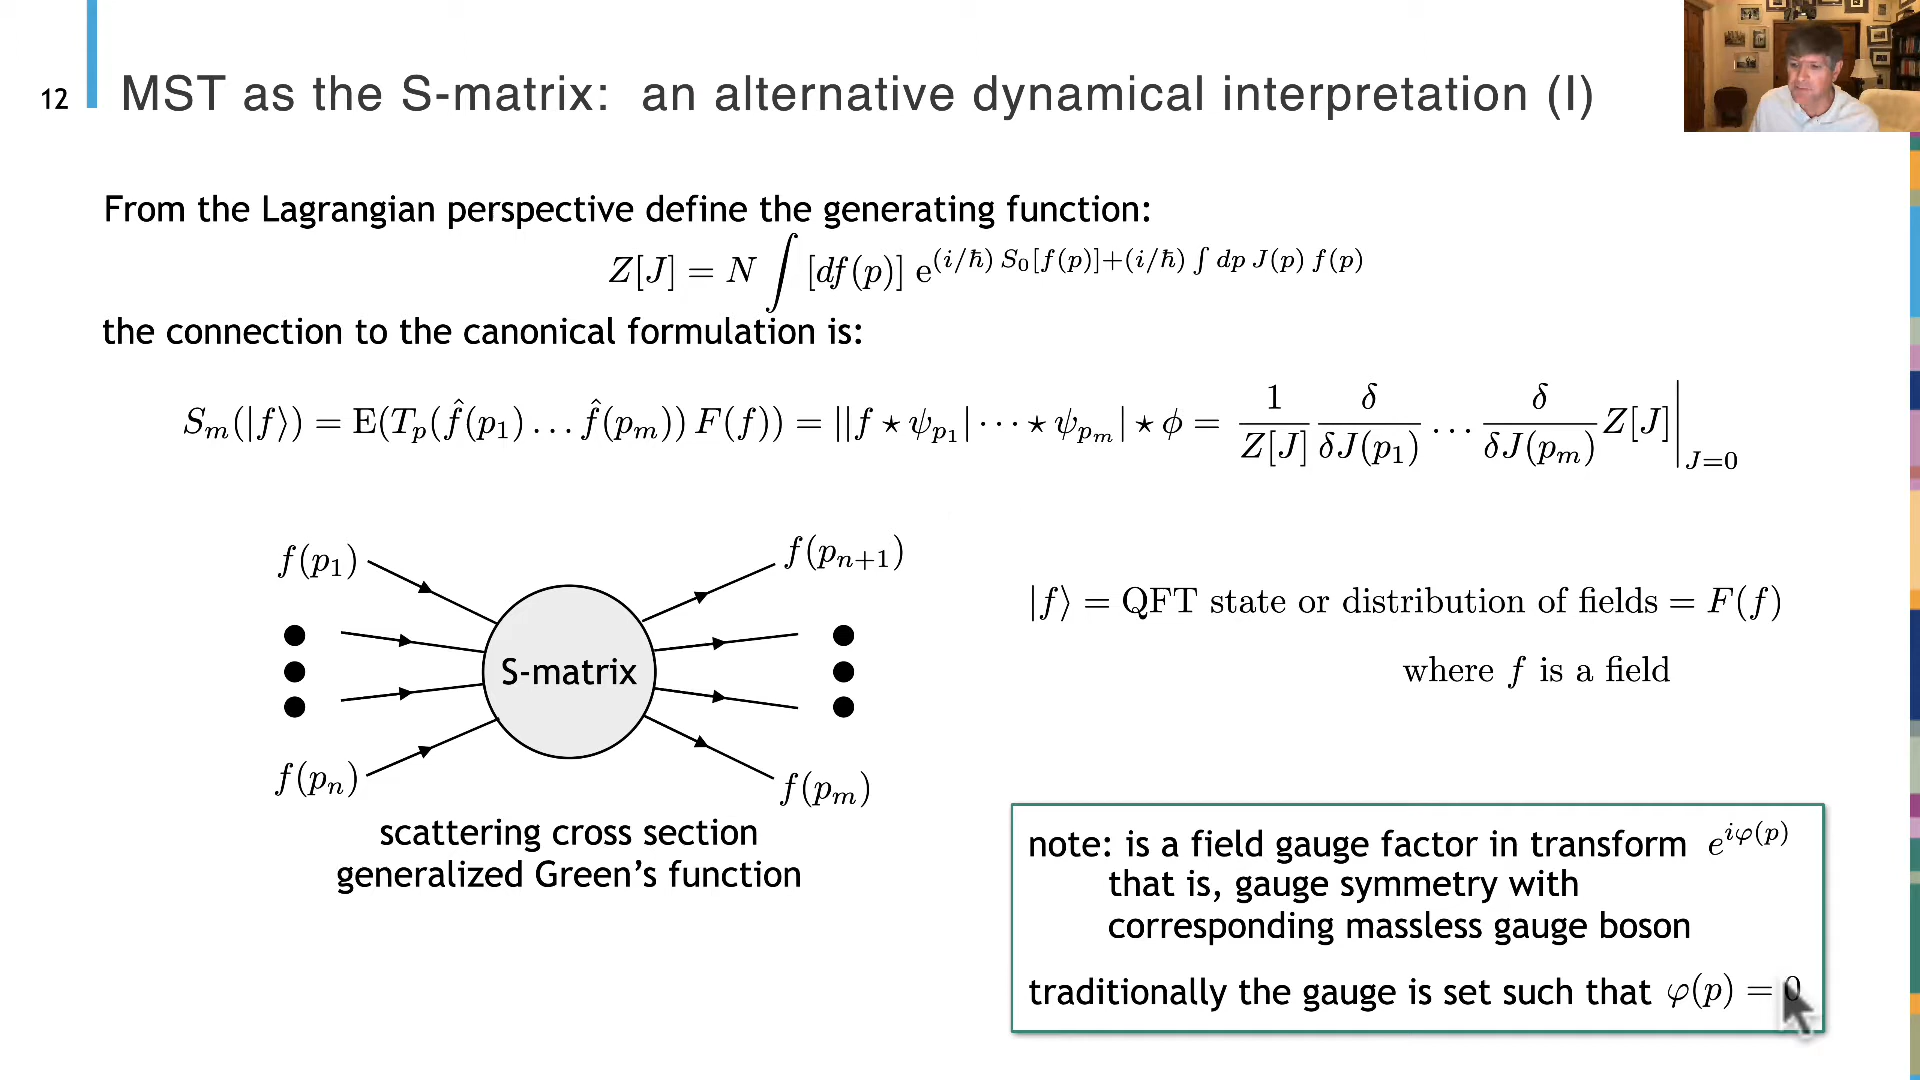 12
MST as the S-matrix: an alternative dynamical interpretation (I)
From the Lagrangian perspective define the generating function:
Z[J] = N ∫ [df(p)] e^{(i/ħ) S_0[f(p)]+(i/ħ) ∫ dp J(p) f(p)}
the connection to the canonical formulation is:
S_m(|f⟩) = E(T_p(f̂(p_1) … f̂(p_m)) F(f)) = ||f ⋆ ψ_{p_1}| ⋯ ⋆ ψ_{p_m}| ⋆ ϕ = \frac{1}{Z[J]} \frac{δ}{δJ(p_1)} … \frac{δ}{δJ(p_m)} Z[J]|_{J=0}
f(p_1)
f(p_{n+1})
S-matrix
f(p_n)
f(p_m)
scattering cross section
generalized Green’s function
|f⟩ = QFT state or distribution of fields = F(f)
where f is a field
note: is a field gauge factor in transform e^{iφ(p)}
that is, gauge symmetry with
corresponding massless gauge boson
traditionally the gauge is set such that φ(p) = 0